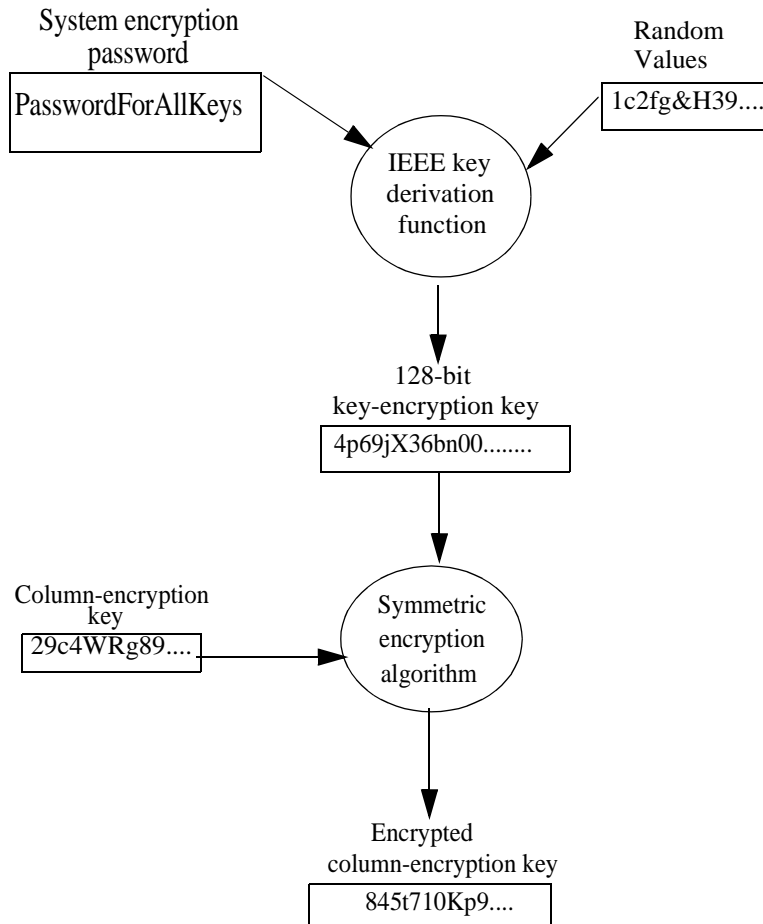 System encryption
password
PasswordForAllKeys
Random
Values
1c2fg&H39....
IEEE key
derivation
function
128-bit
key-encryption key
4p69jX36bn00........
Column-encryption
key
29c4WRg89....
Symmetric
encryption
algorithm
Encrypted
column-encryption key
845t710Kp9....